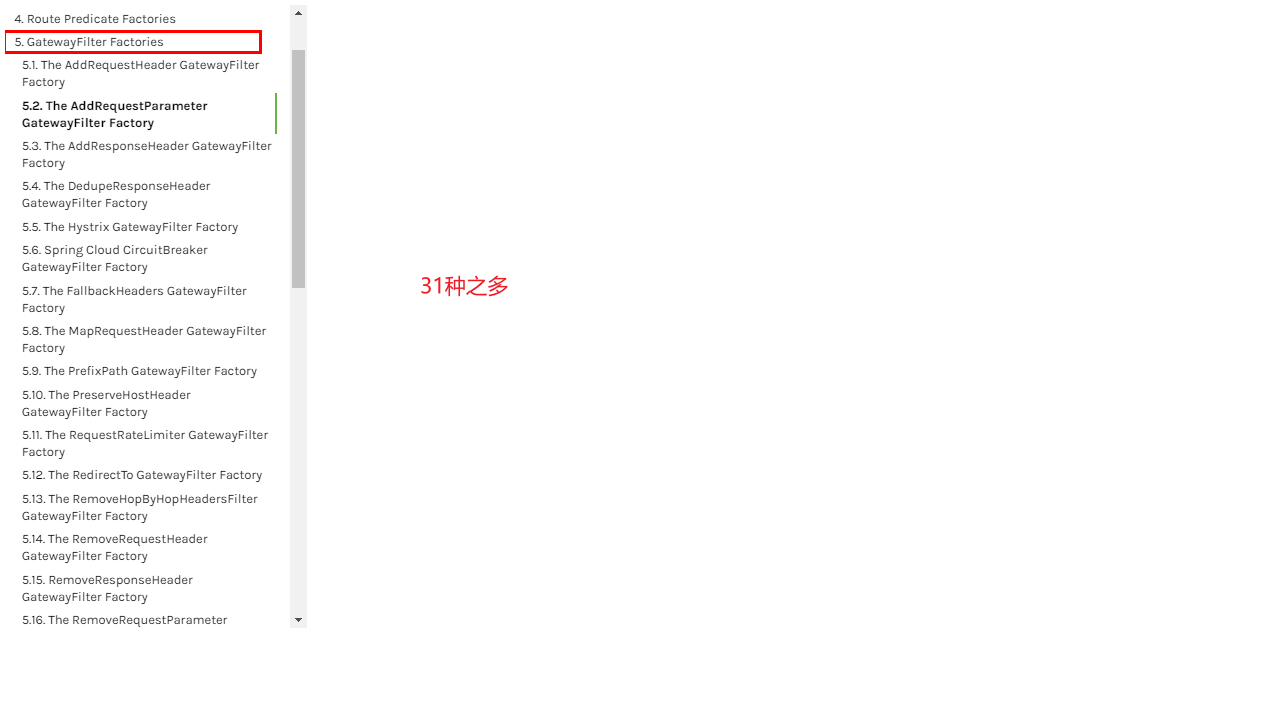 4. Route Predicate Factories
5. GatewayFilter Factories
5.1. The AddRequestHeader GatewayFilter
Factory
5.2. The AddRequestParameter
GatewayFilter Factory
5.3. The AddResponseHeader GatewayFilter
Factory
5.4. The DedupeResponseHeader
GatewayFilter Factory
5.5. The Hystrix GatewayFilter Factory
5.6. Spring Cloud CircuitBreaker
GatewayFilter Factory
5.7. The FallbackHeaders GatewayFilter
Factory
5.8. The MapRequestHeader GatewayFilter
Factory
5.9. The PrefixPath GatewayFilter Factory
5.10. The PreserveHostHeader
GatewayFilter Factory
5.11. The RequestRateLimiter GatewayFilter
Factory
5.12. The RedirectTo GatewayFilter Factory
5.13. The RemoveHopByHopHeadersFilter
GatewayFilter Factory
5.14. The RemoveRequestHeader
GatewayFilter Factory
5.15. RemoveResponseHeader
GatewayFilter Factory
5.16. The RemoveRequestParameter
31种之多